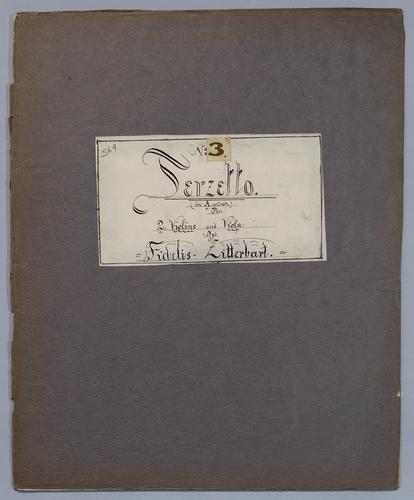 564
No. 3.
Terzetto.
(in A minor.)
For
2 Violins and Viola
By
Fidelis Zitterbart.